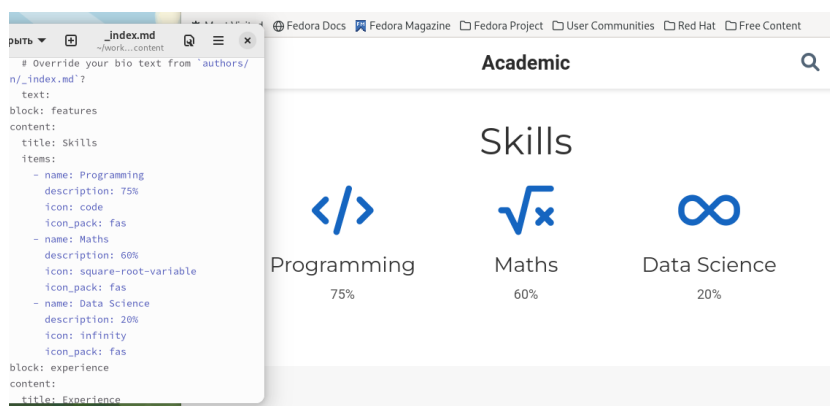 рыть
_index.md
~/work...content
# Override your bio text from `authors/
n/_index.md`?
text:
block: features
content:
title: Skills
items:
- name: Programming
description: 75%
icon: code
icon_pack: fas
- name: Maths
description: 60%
icon: square-root-variable
icon_pack: fas
- name: Data Science
description: 20%
icon: infinity
icon_pack: fas
block: experience
content:
title: Experience
Fedora Docs Fedora Magazine Fedora Project User Communities Red Hat Free Content
Academic
Skills
Programming Maths Data Science
75% 60% 20%